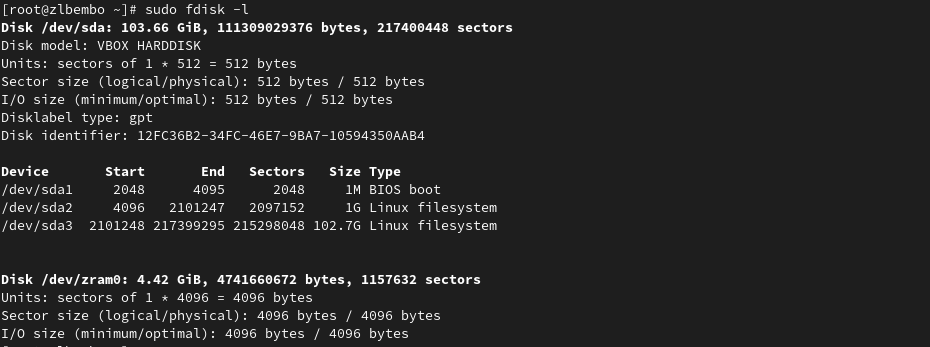 [root@zlbembo ~]# sudo fdisk -l
Disk /dev/sda: 103.66 GiB, 111309029376 bytes, 217400448 sectors
Disk model: VBOX HARDDISK
Units: sectors of 1 * 512 = 512 bytes
Sector size (logical/physical): 512 bytes / 512 bytes
I/O size (minimum/optimal): 512 bytes / 512 bytes
Disklabel type: gpt
Disk identifier: 12FC36B2-34FC-46E7-9BA7-10594350AAB4
Device Start End Sectors Size Type
/dev/sda1 2048 4095 2048 1M BIOS boot
/dev/sda2 4096 2101247 2097152 1G Linux filesystem
/dev/sda3 2101248 217399295 215298048 102.7G Linux filesystem
Disk /dev/zram0: 4.42 GiB, 4741660672 bytes, 1157632 sectors
Units: sectors of 1 * 4096 = 4096 bytes
Sector size (logical/physical): 4096 bytes / 4096 bytes
I/O size (minimum/optimal): 4096 bytes / 4096 bytes